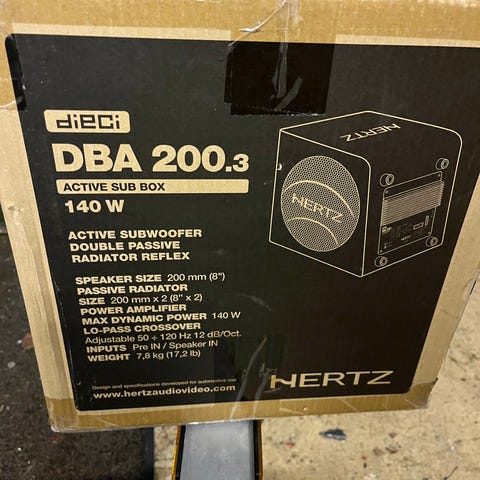 dieci
DBA 200.3
ACTIVE SUB BOX
140 W
ACTIVE SUBWOOFER
DOUBLE PASSIVE
RADIATOR REFLEX
SPEAKER SIZE 200 mm (8")
PASSIVE RADIATOR
SIZE 200 mm x 2 (8" x 2)
POWER AMPLIFIER
MAX DYNAMIC POWER 140 W
LO-PASS CROSSOVER
Adjustable 50 ÷ 120 Hz 12 dB/Oct.
INPUTS Pre IN / Speaker IN
WEIGHT 7,8 kg (17,2 lb)
Design and specifications developed for automotive use
www.hertzaudiovideo.com
HERTZ
HERTZ
HERTZ